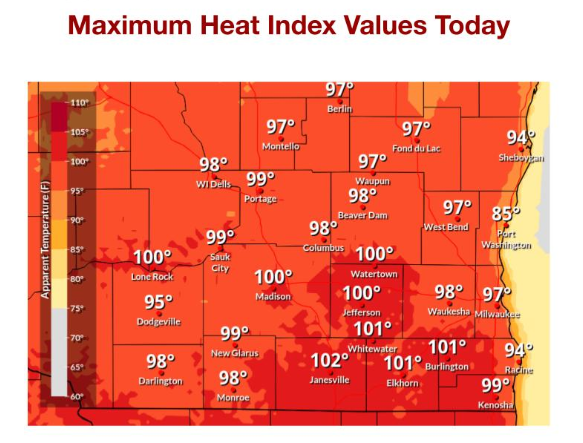 Maximum Heat Index Values Today
Apparent Temperature (F)
110°
105°
100°
95°
90°
85°
80°
75°
70°
65°
60°
97°
Berlin
97°
Montello
97°
Fond du Lac
94°
Sheboygan
98°
WI Dells
99°
Portage
97°
Waupun
98°
Beaver Dam
97°
West Bend
85°
Port
Washington
99°
Sauk
City
98°
Columbus
100°
Lone Rock
100°
Watertown
100°
Madison
100°
Jefferson
98°
Waukesha
97°
Milwaukee
95°
Dodgeville
99°
New Glarus
101°
Whitewater
101°
Burlington
94°
Racine
98°
Darlington
98°
Monroe
102°
Janesville
101°
Elkhorn
99°
Kenosha